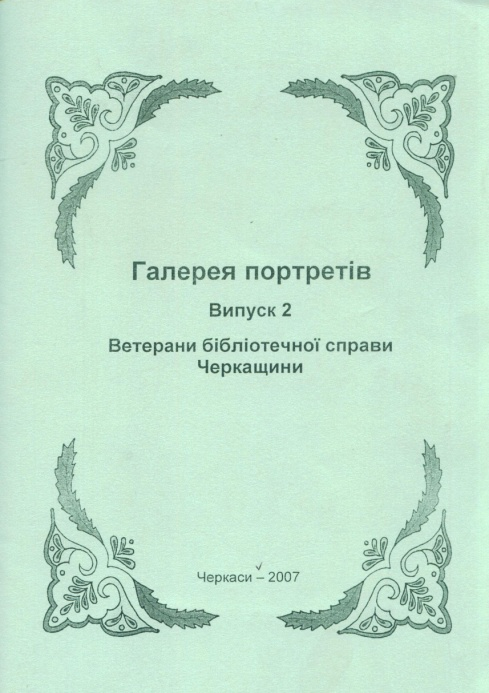 Галерея портретів
Випуск 2
Ветерани бібліотечної справи
Черкащини
Черкаси – 2007